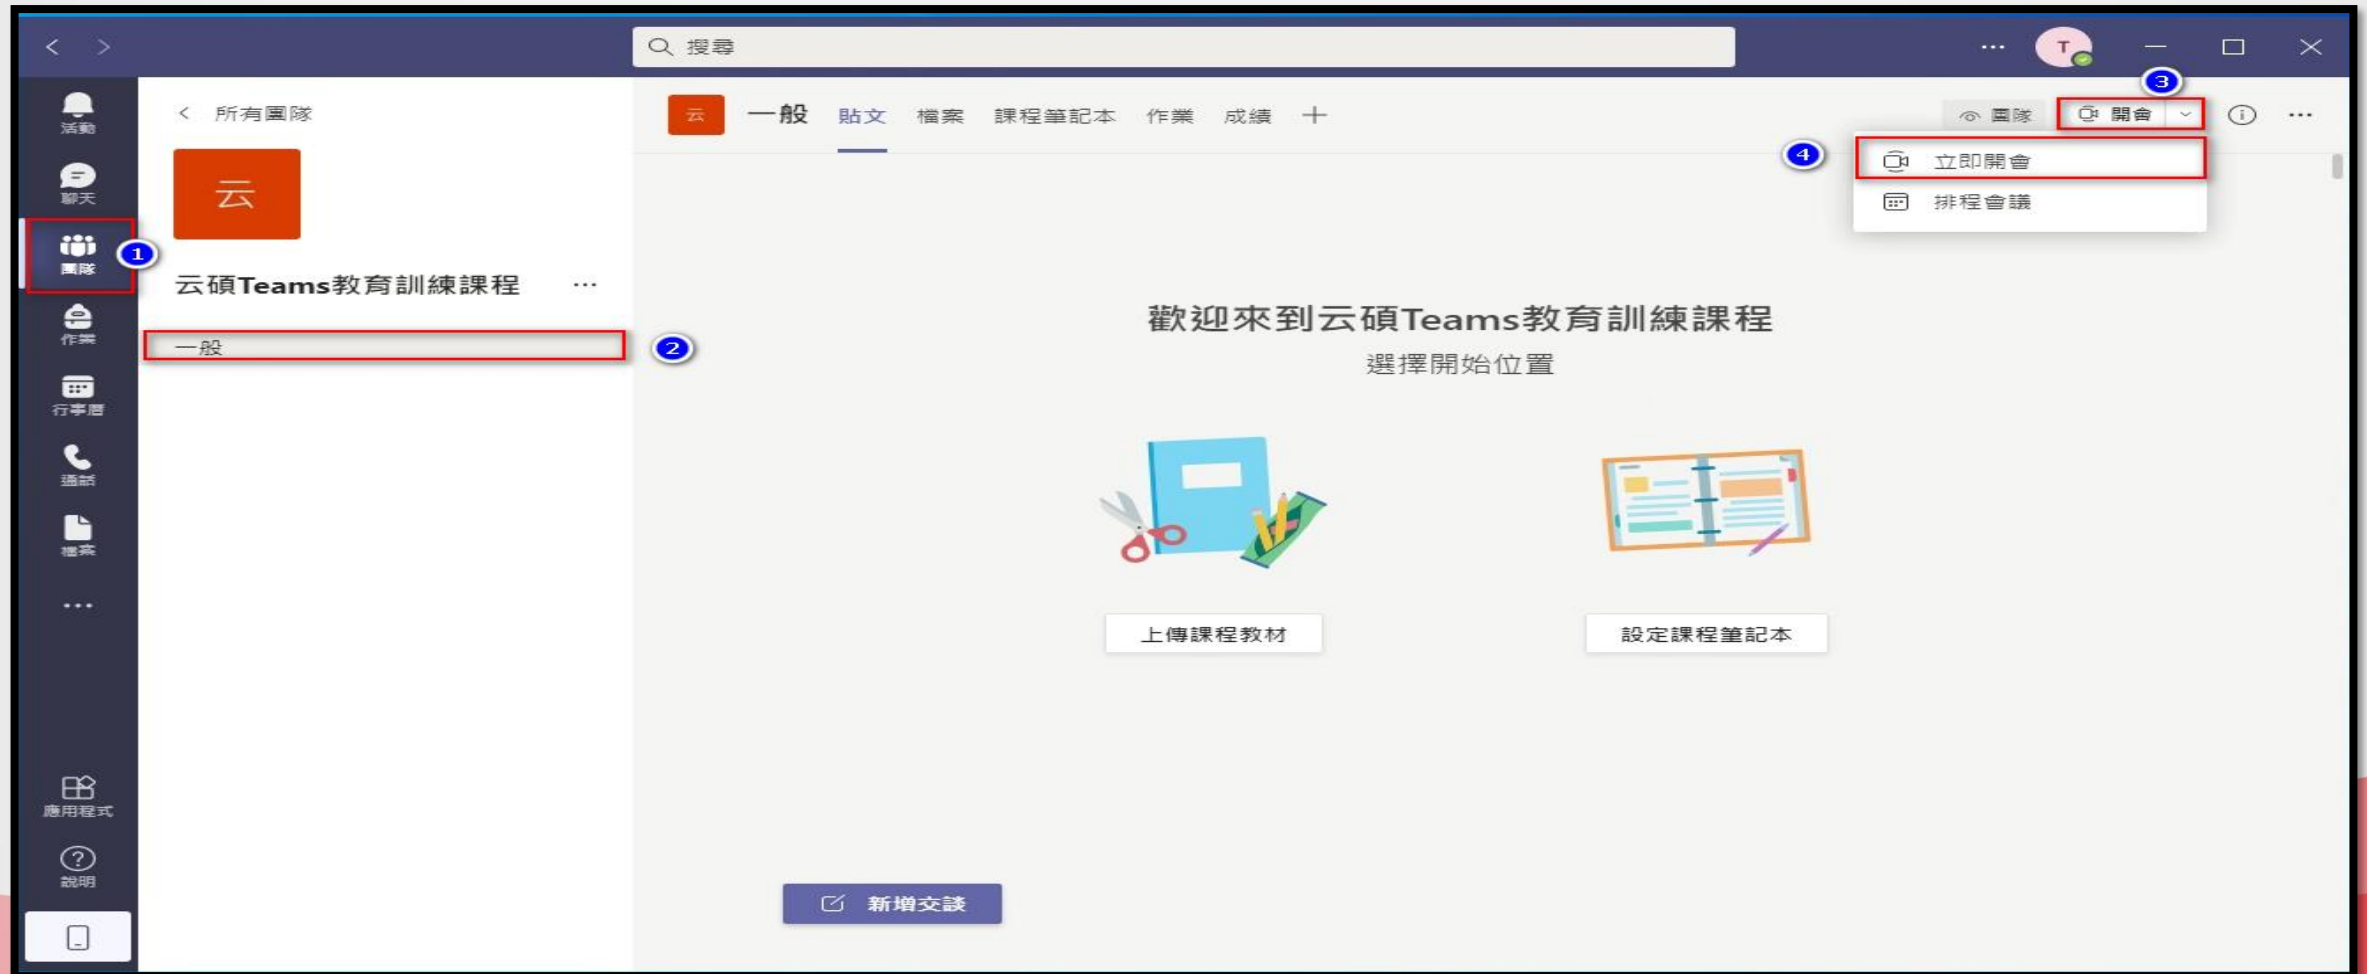 搜尋
T
3
活動
所有團隊
云
一般 貼文 檔案 課程筆記本 作業 成績
團隊
開會
4
立即開會
排程會議
聊天
云
團隊
1
云碩Teams教育訓練課程
歡迎來到云碩Teams教育訓練課程
選擇開始位置
作業
一般
2
行事曆
通話
檔案
上傳課程教材
設定課程筆記本
應用程式
說明
新增交談